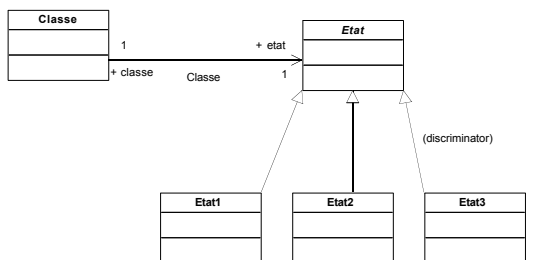 Classe
Etat
1
+ etat
+ classe
Classe
1
(discriminator)
Etat1
Etat2
Etat3